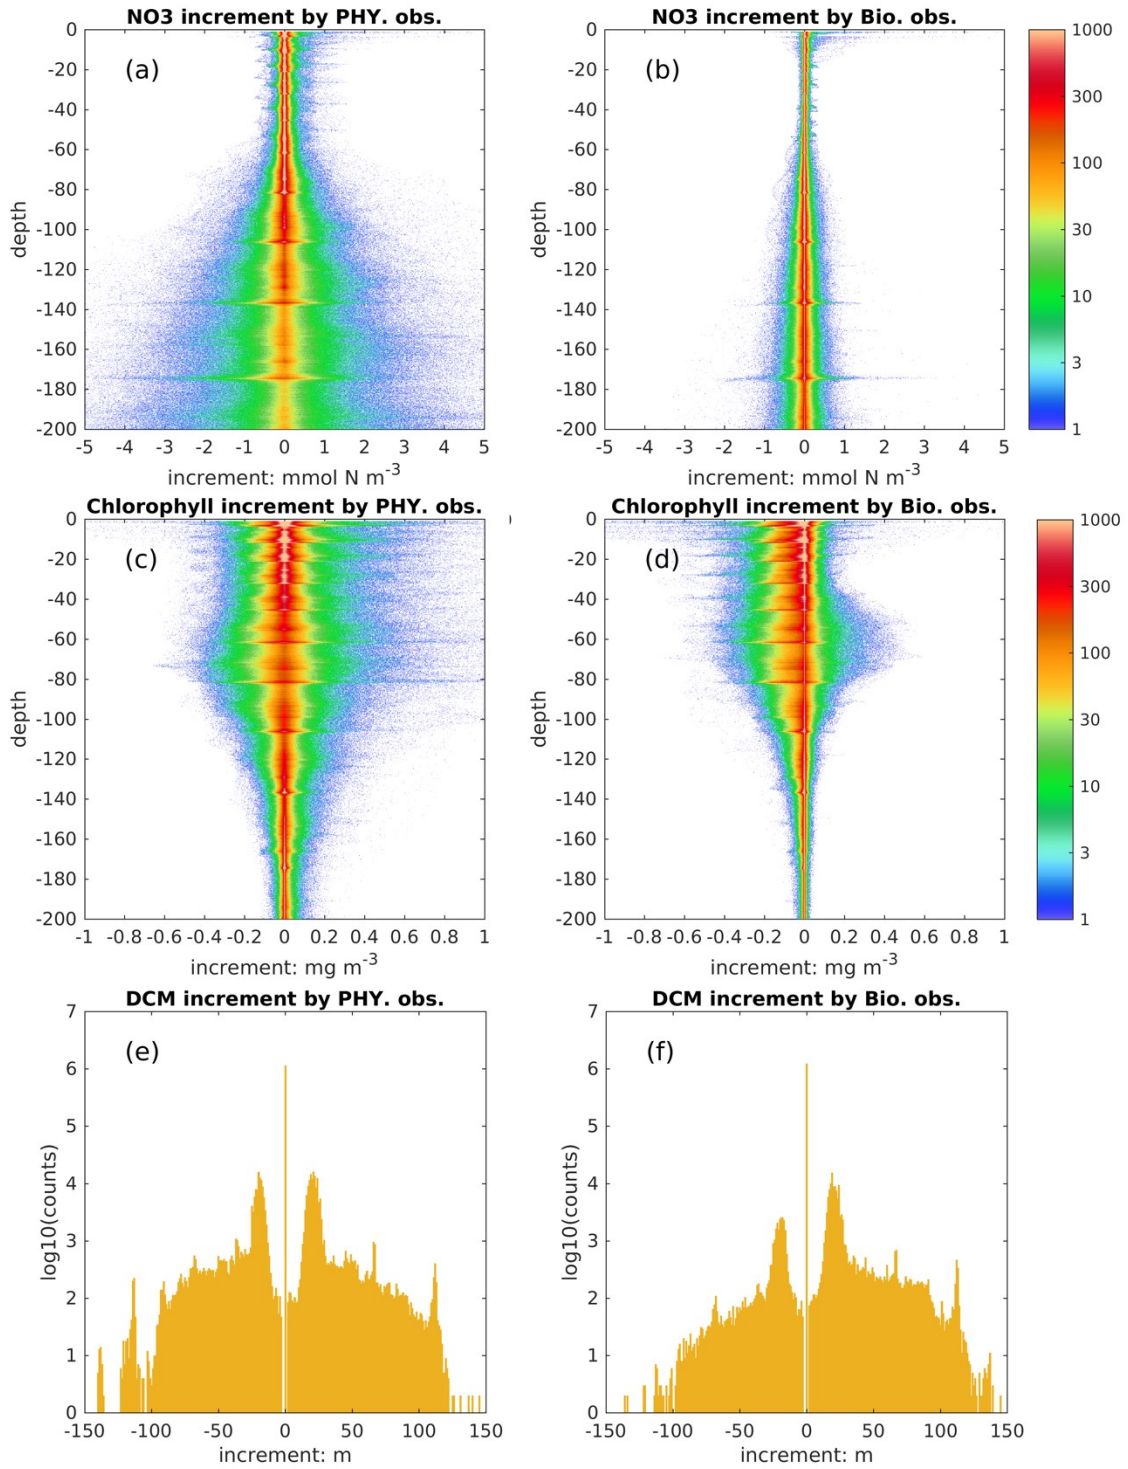 NO3 increment by PHY. obs.
NO3 increment by Bio. obs.
(a)
(b)
0
-20
-40
-60
-80
-100
-120
-140
-160
-180
-200
depth
-5 -4 -3 -2 -1 0 1 2 3 4 5
increment: mmol N m-3
0
-20
-40
-60
-80
-100
-120
-140
-160
-180
-200
depth
-5 -4 -3 -2 -1 0 1 2 3 4 5
increment: mmol N m-3
1000
300
100
30
10
3
1
Chlorophyll increment by PHY. obs.
)
Chlorophyll increment by Bio. obs.
(c)
(d)
0
-20
-40
-60
-80
-100
-120
-140
-160
-180
-200
depth
-1 -0.8 -0.6 -0.4 -0.2 0 0.2 0.4 0.6 0.8 1
increment: mg m-3
0
-20
-40
-60
-80
-100
-120
-140
-160
-180
-200
depth
-1 -0.8 -0.6 -0.4 -0.2 0 0.2 0.4 0.6 0.8 1
increment: mg m-3
1000
300
100
30
10
3
1
DCM increment by PHY. obs.
DCM increment by Bio. obs.
(e)
(f)
7
6
5
4
3
2
1
0
log10(counts)
-150 -100 -50 0 50 100 150
increment: m
7
6
5
4
3
2
1
0
log10(counts)
-150 -100 -50 0 50 100 150
increment: m